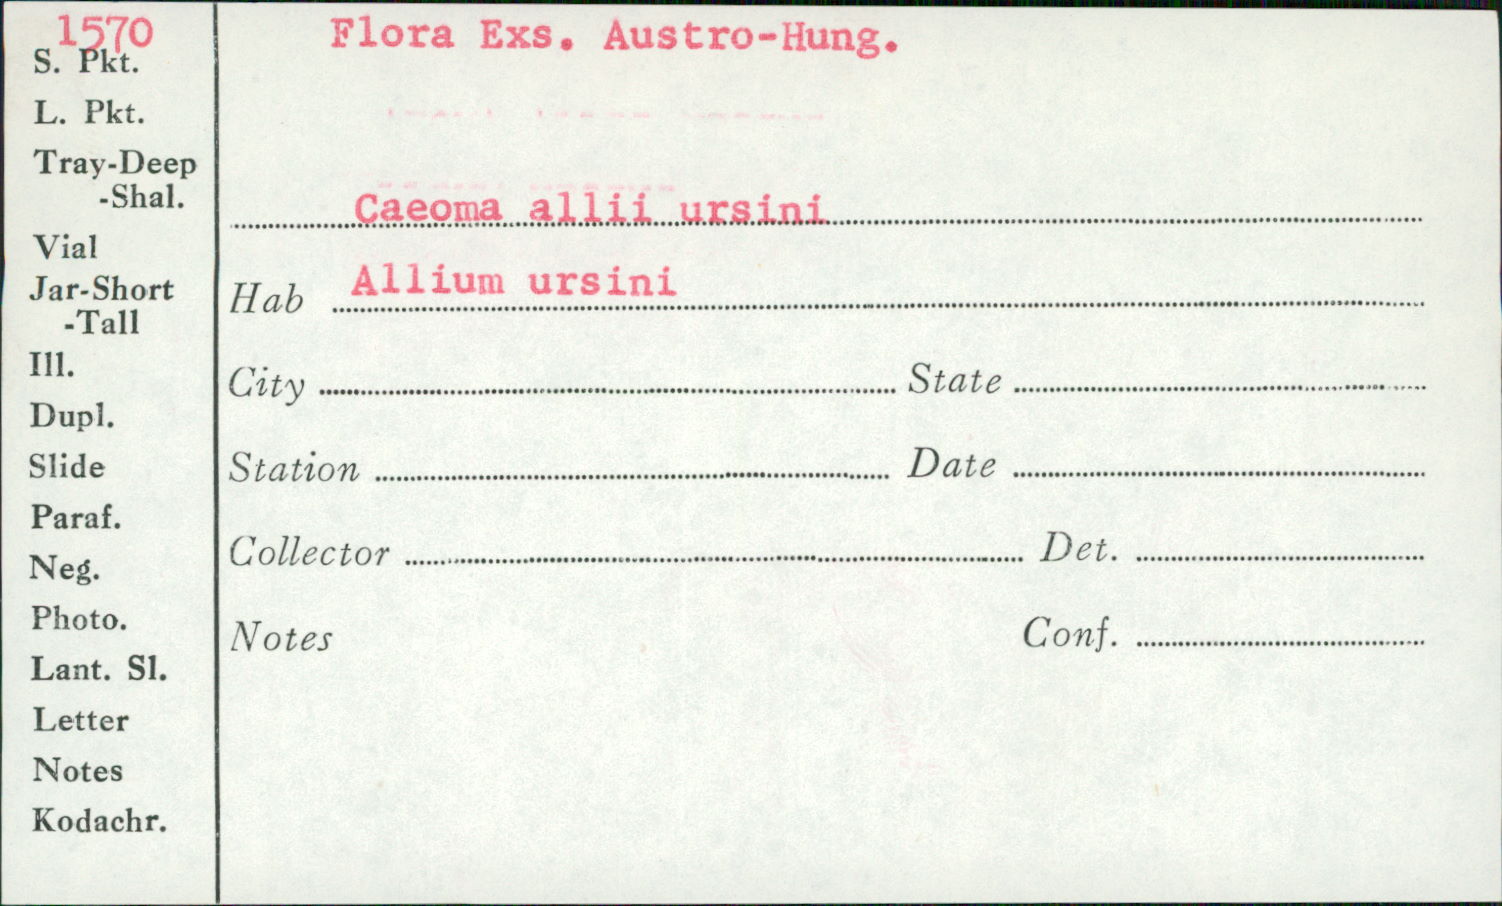 1570
Flora Exs. Austro-Hung.
S. Pkt.
L. Pkt.
Tray-Deep
-Shal.
Caeoma allii ursini
Vial
Jar-Short
-Tall
Hab Allium ursini
Ill.
City State
Dupl.
Slide
Station Date
Paraf.
Collector Det.
Neg.
Photo.
Notes Conf.
Lant. Sl.
Letter
Notes
Kodachr.